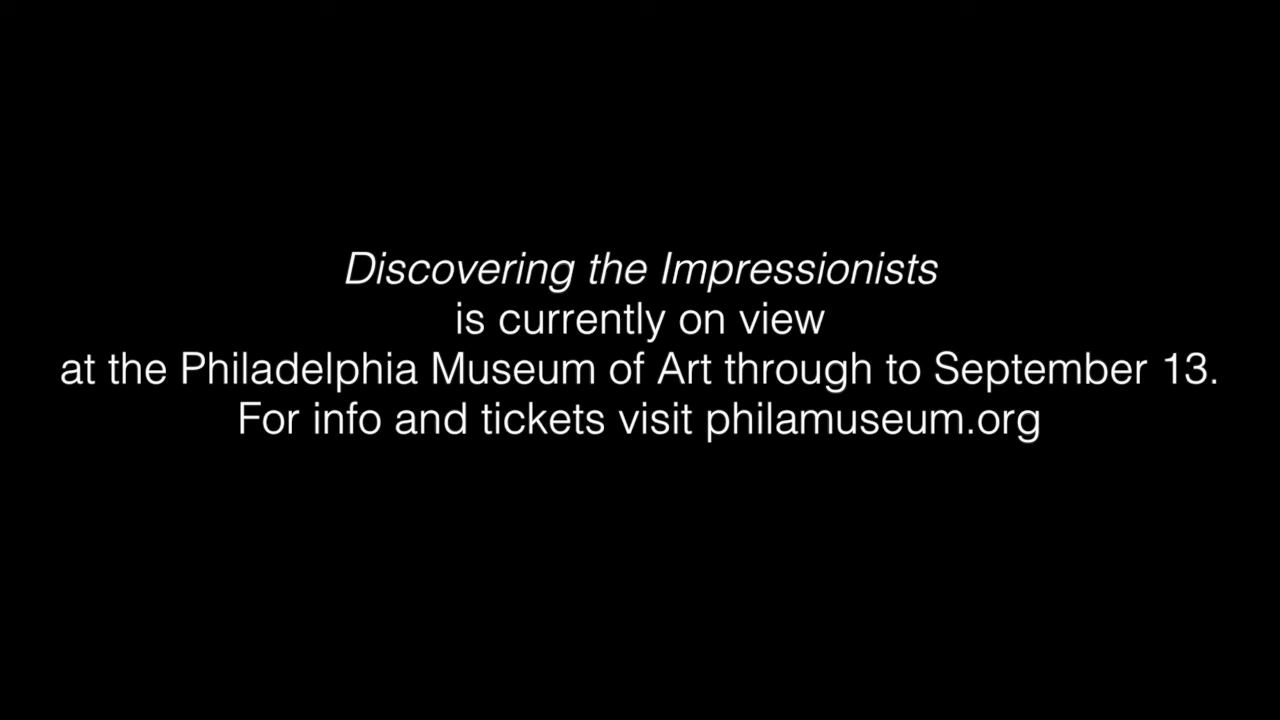 Discovering the Impressionists
is currently on view
at the Philadelphia Museum of Art through to September 13.
For info and tickets visit philamuseum.org